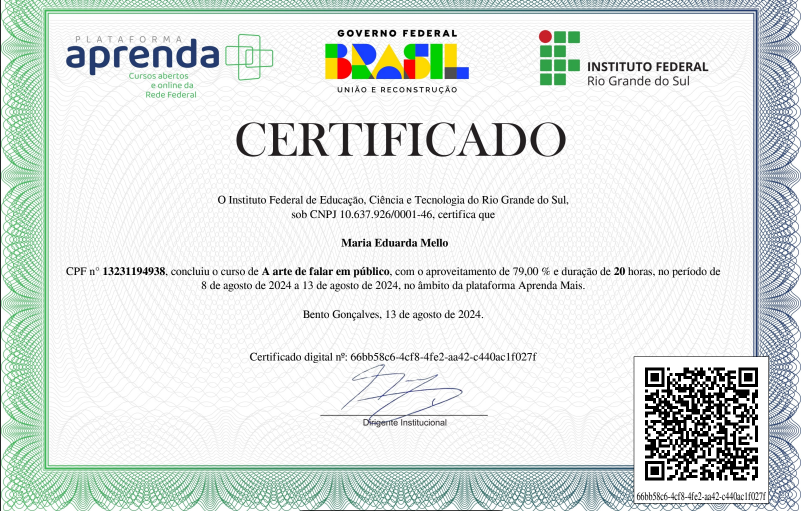 PLATAFORMA
aprenda
Cursos abertos
e online da
Rede Federal
GOVERNO FEDERAL
BRASIL
UNIÃO E RECONSTRUÇÃO
INSTITUTO FEDERAL
Rio Grande do Sul
CERTIFICADO
O Instituto Federal de Educação, Ciência e Tecnologia do Rio Grande do Sul,
sob CNPJ 10.637.926/0001-46, certifica que
Maria Eduarda Mello
CPF n° 13231194938, concluiu o curso de A arte de falar em público, com o aproveitamento de 79,00 % e duração de 20 horas, no período de
8 de agosto de 2024 a 13 de agosto de 2024, no âmbito da plataforma Aprenda Mais.
Bento Gonçalves, 13 de agosto de 2024.
Certificado digital nº: 66bb58c6-4cf8-4fe2-aa42-c440ac1f027f
Dirigente Institucional
66bb58c6-4cf8-4fe2-aa42-c440ac1f027f